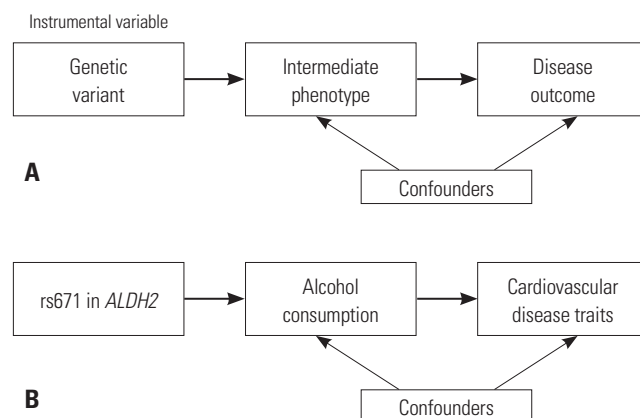 Instrumental variable
Genetic
variant
Intermediate
phenotype
Disease
outcome
Confounders
A
rs671 in ALDH2
Alcohol
consumption
Cardiovascular
disease traits
Confounders
B